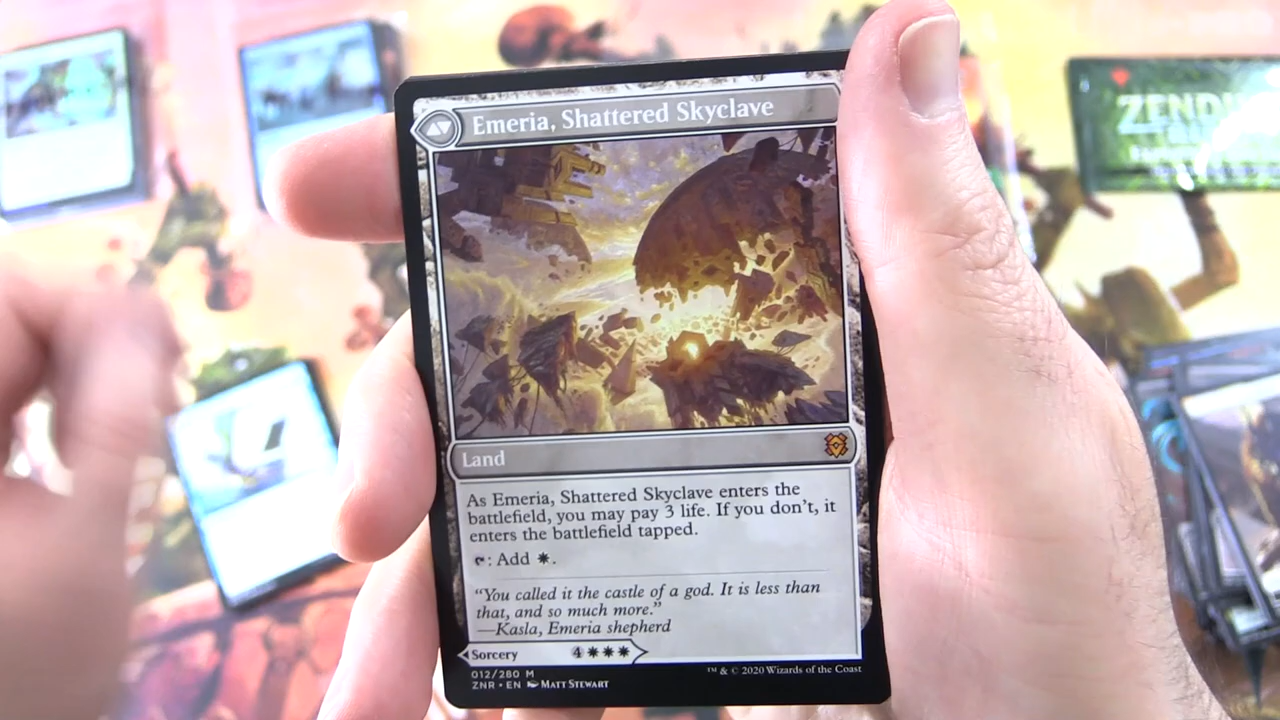 Emeria, Shattered Skyclave
Land
As Emeria, Shattered Skyclave enters the
battlefield, you may pay 3 life. If you don't, it
enters the battlefield tapped.
: Add .
"You called it the castle of a god. It is less than
that, and so much more."
—Kasla, Emeria shepherd
Sorcery 4
012/280 M
ZNR • EN Matt Stewart
™ & © 2020 Wizards of the Coast